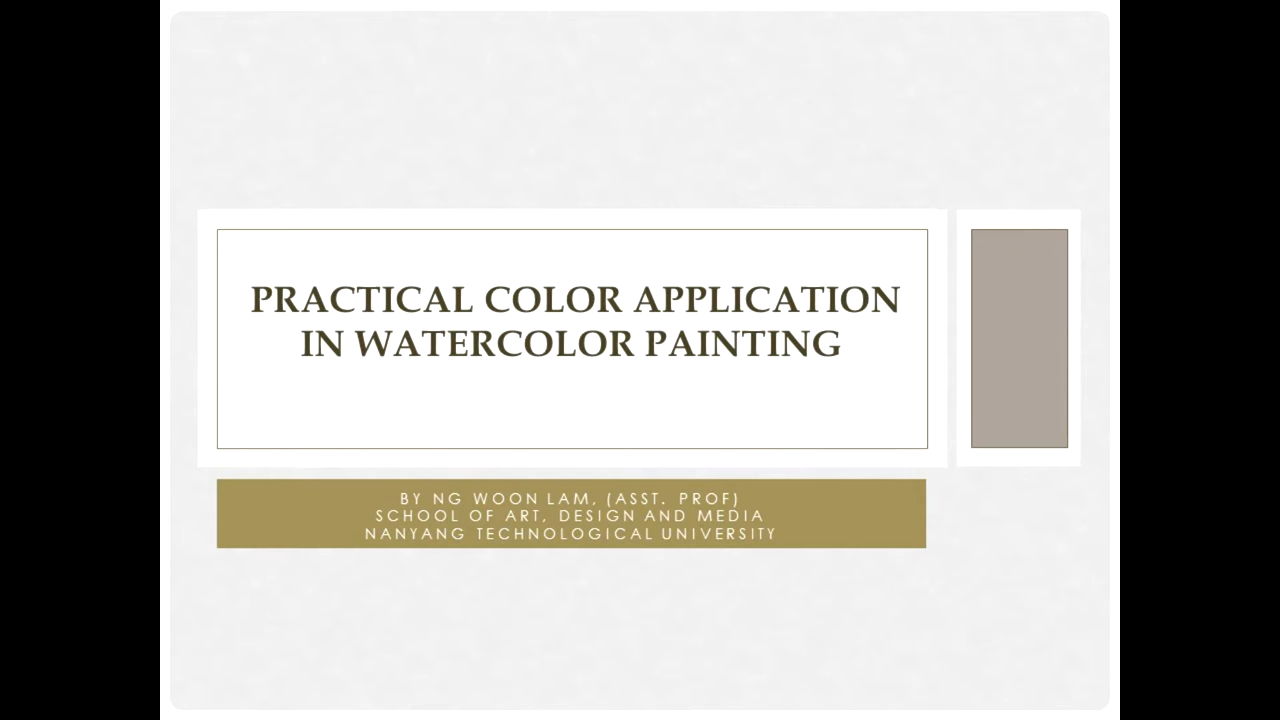 PRACTICAL COLOR APPLICATION
IN WATERCOLOR PAINTING
BY NG WOON LAM, (ASST. PROF)
SCHOOL OF ART, DESIGN AND MEDIA
NANYANG TECHNOLOGICAL UNIVERSITY